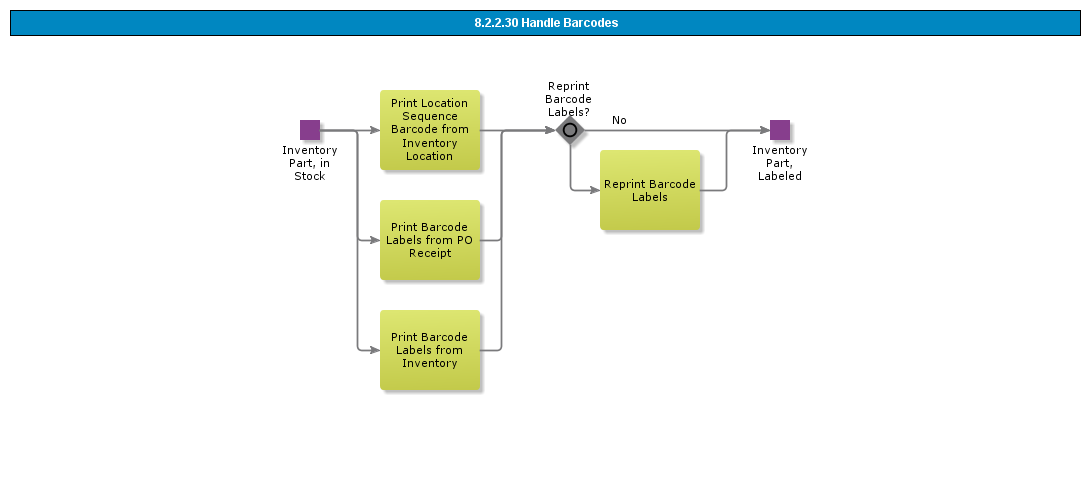 8.2.2.30 Handle Barcodes
Inventory
Part, in
Stock
Print Location
Sequence
Barcode from
Inventory
Location
Print Barcode
Labels from PO
Receipt
Print Barcode
Labels from
Inventory
Reprint
Barcode
Labels?
No
Reprint Barcode
Labels
Inventory
Part,
Labeled